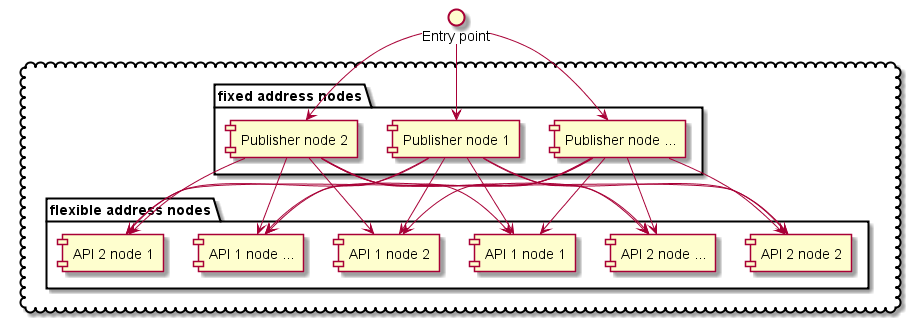 Entry point
fixed address nodes
Publisher node 2
Publisher node 1
Publisher node ...
flexible address nodes
API 2 node 1
API 1 node ...
API 1 node 2
API 1 node 1
API 2 node ...
API 2 node 2